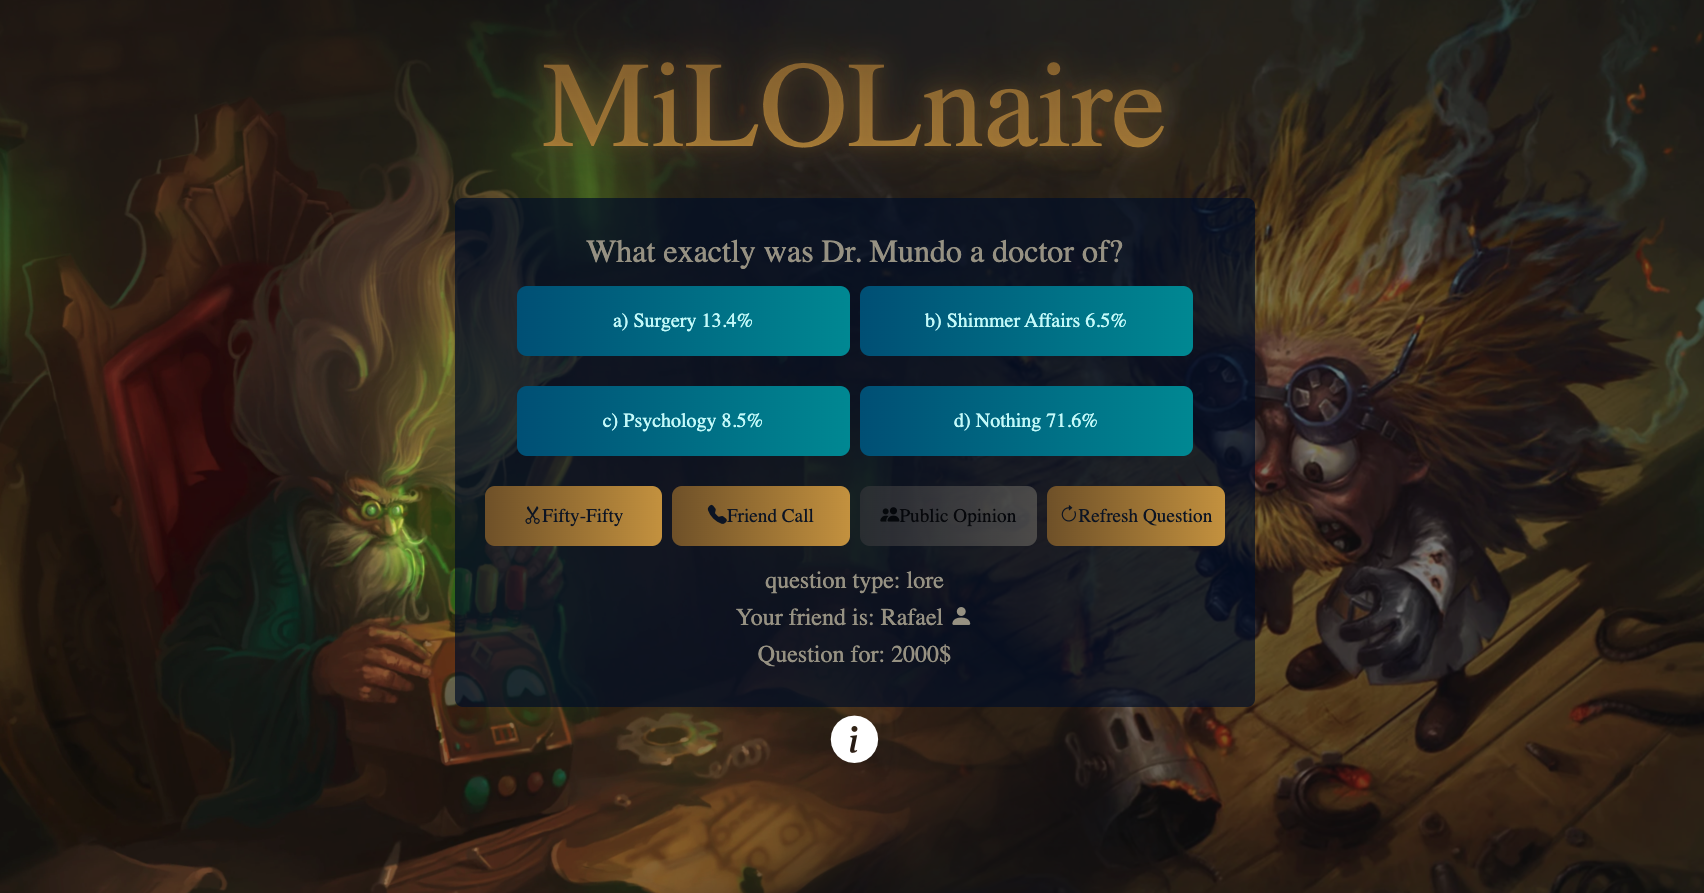 MiLOLnaire
What exactly was Dr. Mundo a doctor of?
a) Surgery 13.4%
b) Shimmer Affairs 6.5%
c) Psychology 8.5%
d) Nothing 71.6%
Fifty-Fifty
Friend Call
Public Opinion
Refresh Question
question type: lore
Your friend is: Rafael
Question for: 2000$
i